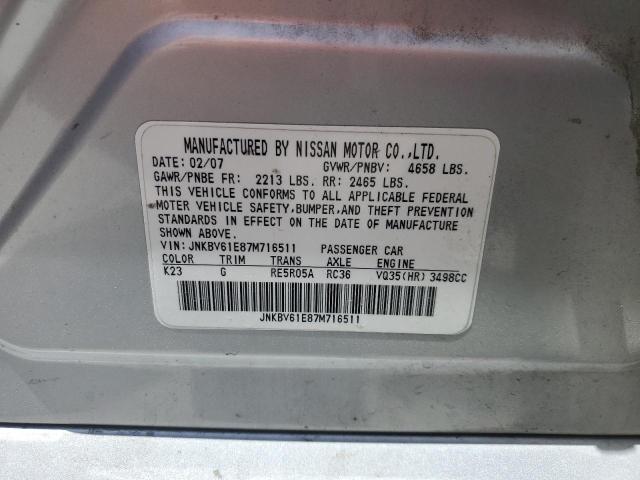 MANUFACTURED BY NISSAN MOTOR CO.,LTD.
DATE: 02/07 GVWR/PNBV: 4658 LBS.
GAWR/PNBE FR: 2213 LBS. RR: 2465 LBS.
THIS VEHICLE CONFORMS TO ALL APPLICABLE FEDERAL
MOTOR VEHICLE SAFETY, BUMPER, AND THEFT PREVENTION
STANDARDS IN EFFECT ON THE DATE OF MANUFACTURE
SHOWN ABOVE.
VIN: JNKBV61E87M716511 PASSENGER CAR
COLOR TRIM TRANS AXLE ENGINE
K23 G RE5R05A RC36 VQ35(HR) 3498CC
JNKBV61E87M716511